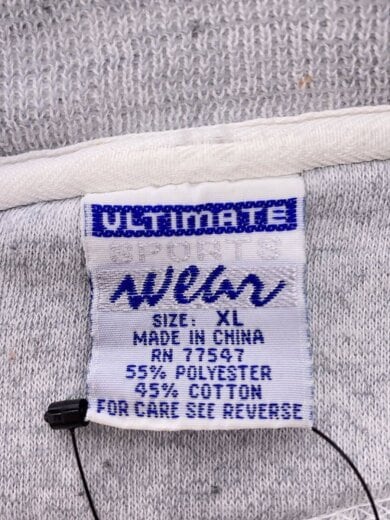 ULTIMATE
SPORTS
wear
SIZE: XL
MADE IN CHINA
RN 77547
55% POLYESTER
45% COTTON
FOR CARE SEE REVERSE